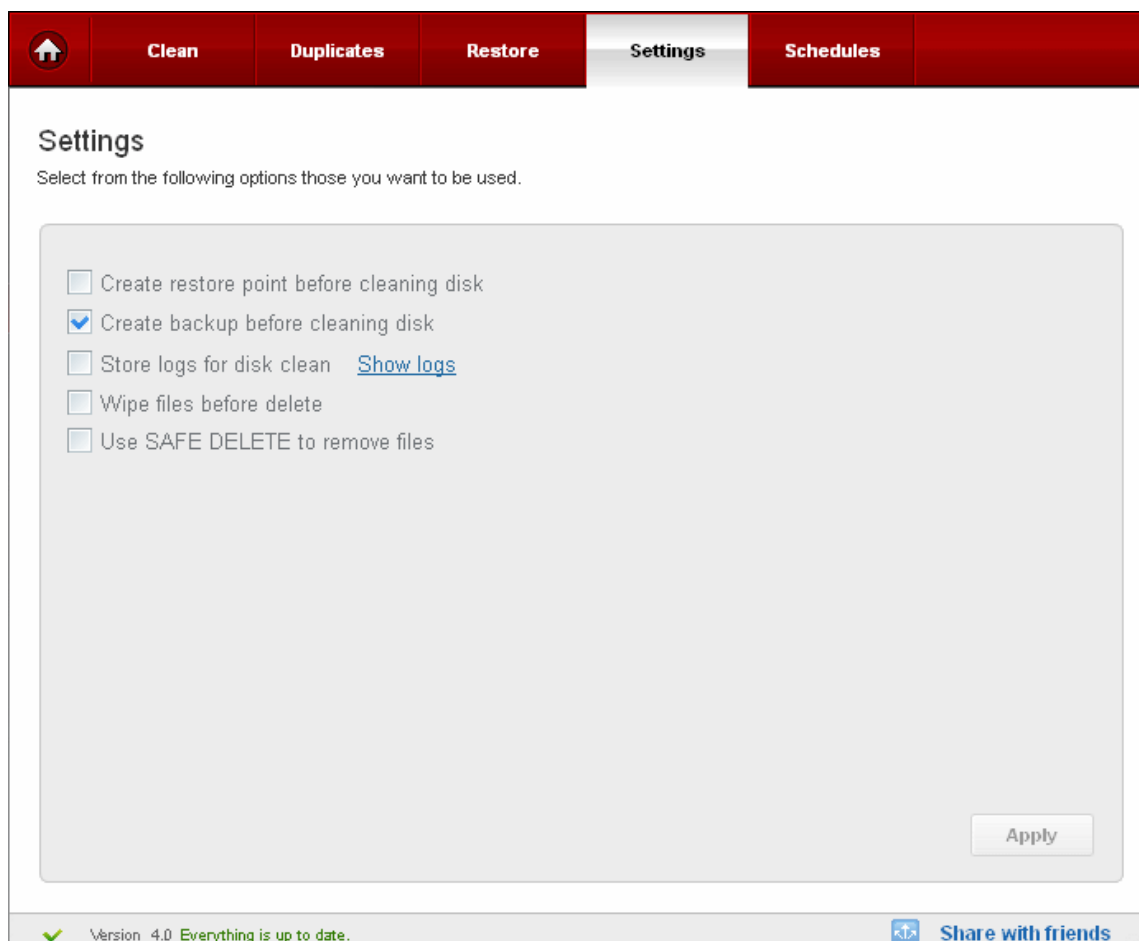 Clean Duplicates Restore Settings Schedules
Settings
Select from the following options those you want to be used.
Create restore point before cleaning disk
Create backup before cleaning disk
Store logs for disk clean Show logs
Wipe files before delete
Use SAFE DELETE to remove files
Apply
Version 4.0 Everything is up to date. Share with friends